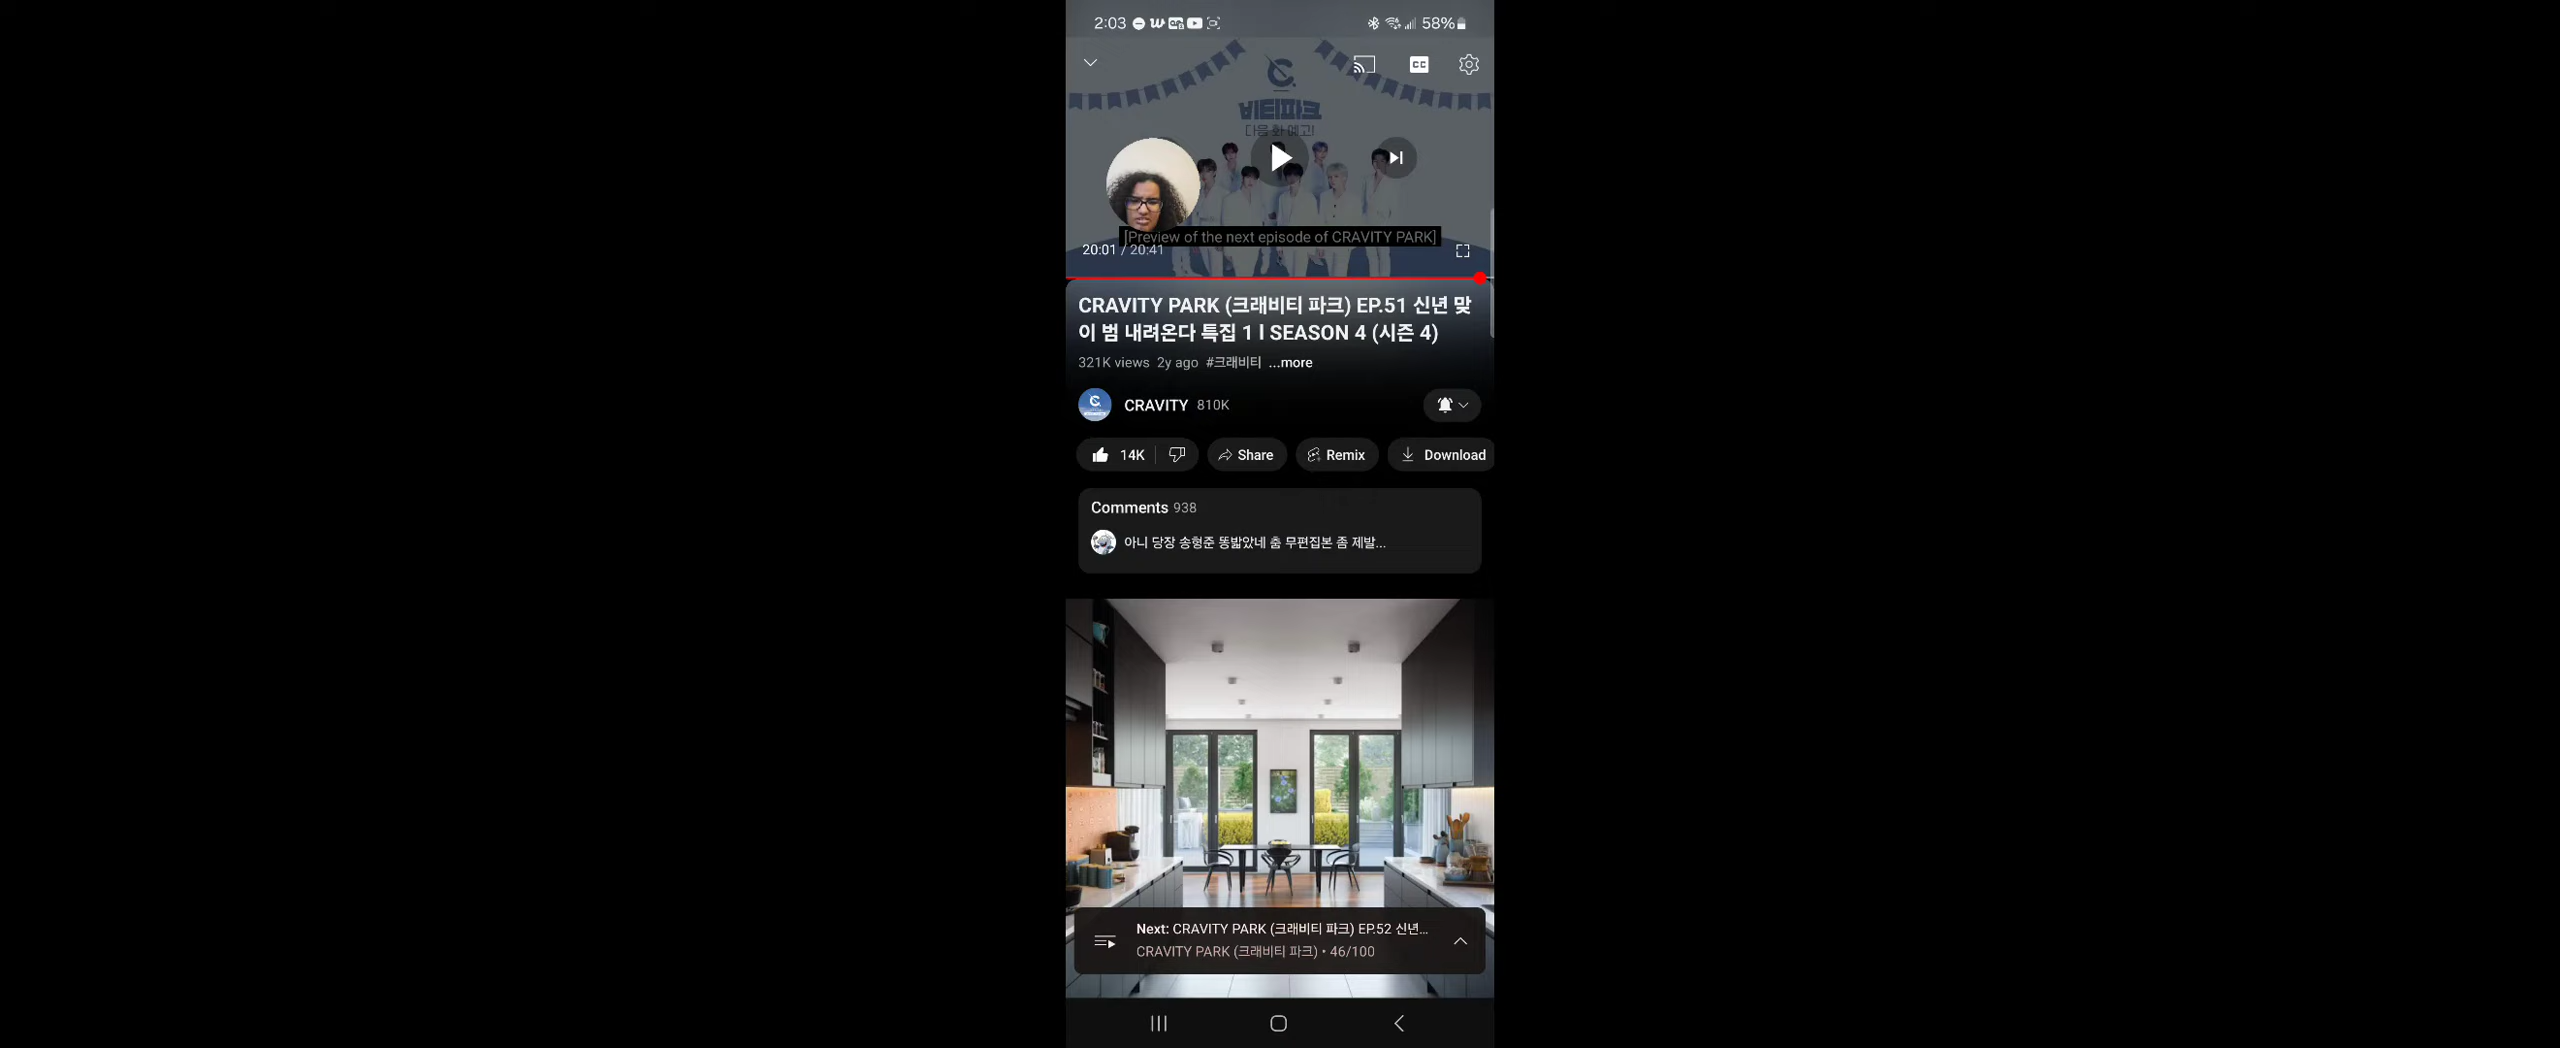 2:03
58%
비티파크
다음 화 예고!
[Preview of the next episode of CRAVITY PARK]
20:01 / 20:41
CRAVITY PARK (크래비티 파크) EP.51 신년 맞
이 범 내려온다 특집 1 l SEASON 4 (시즌 4)
321K views 2y ago #크래비티 ...more
CRAVITY 810K
14K Share Remix Download
Comments 938
아니 당장 송형준 똥밟았네 춤 무편집본 좀 제발...
Next: CRAVITY PARK (크래비티 파크) EP.52 신년...
CRAVITY PARK (크래비티 파크) • 46/100